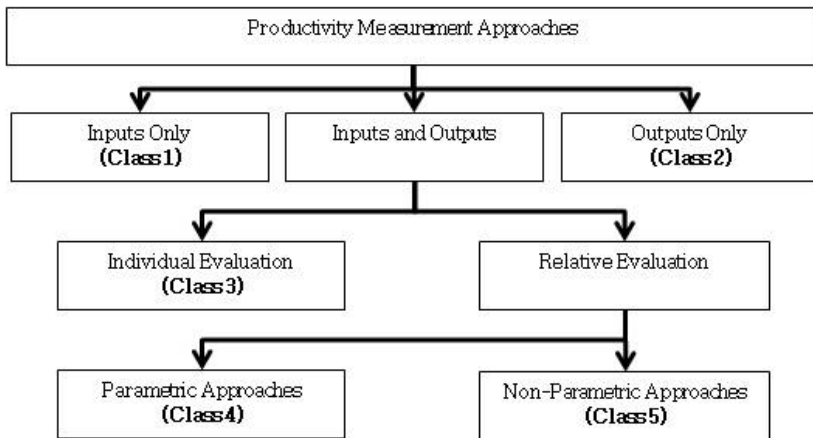 Productivity Measurement Approaches
Inputs Only
(Class1)
Inputs and Outputs
Outputs Only
(Class2)
Individual Evaluation
(Class3)
Relative Evaluation
Parametric Approaches
(Class4)
Non-Parametric Approaches
(Class5)